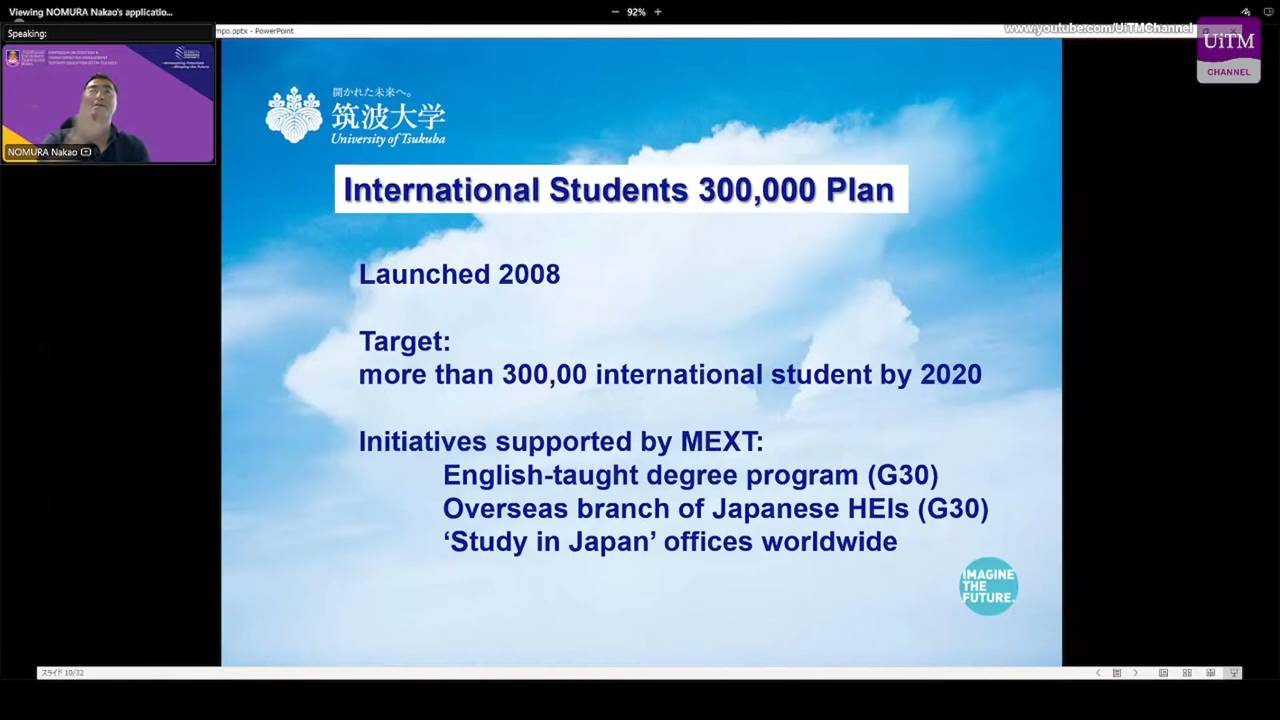 Viewing NOMURA Nakao's applicatio...
92%
Speaking:
mpo.pptx - PowerPoint
www.youtube.com/UiTMChannel
UiTM
CHANNEL
NOMURA Nakao
開かれた未来へ。
筑波大学
University of Tsukuba
International Students 300,000 Plan
Launched 2008
Target:
more than 300,00 international student by 2020
Initiatives supported by MEXT:
English-taught degree program (G30)
Overseas branch of Japanese HEIs (G30)
‘Study in Japan’ offices worldwide
IMAGINE
THE
FUTURE.
スライド 10/32